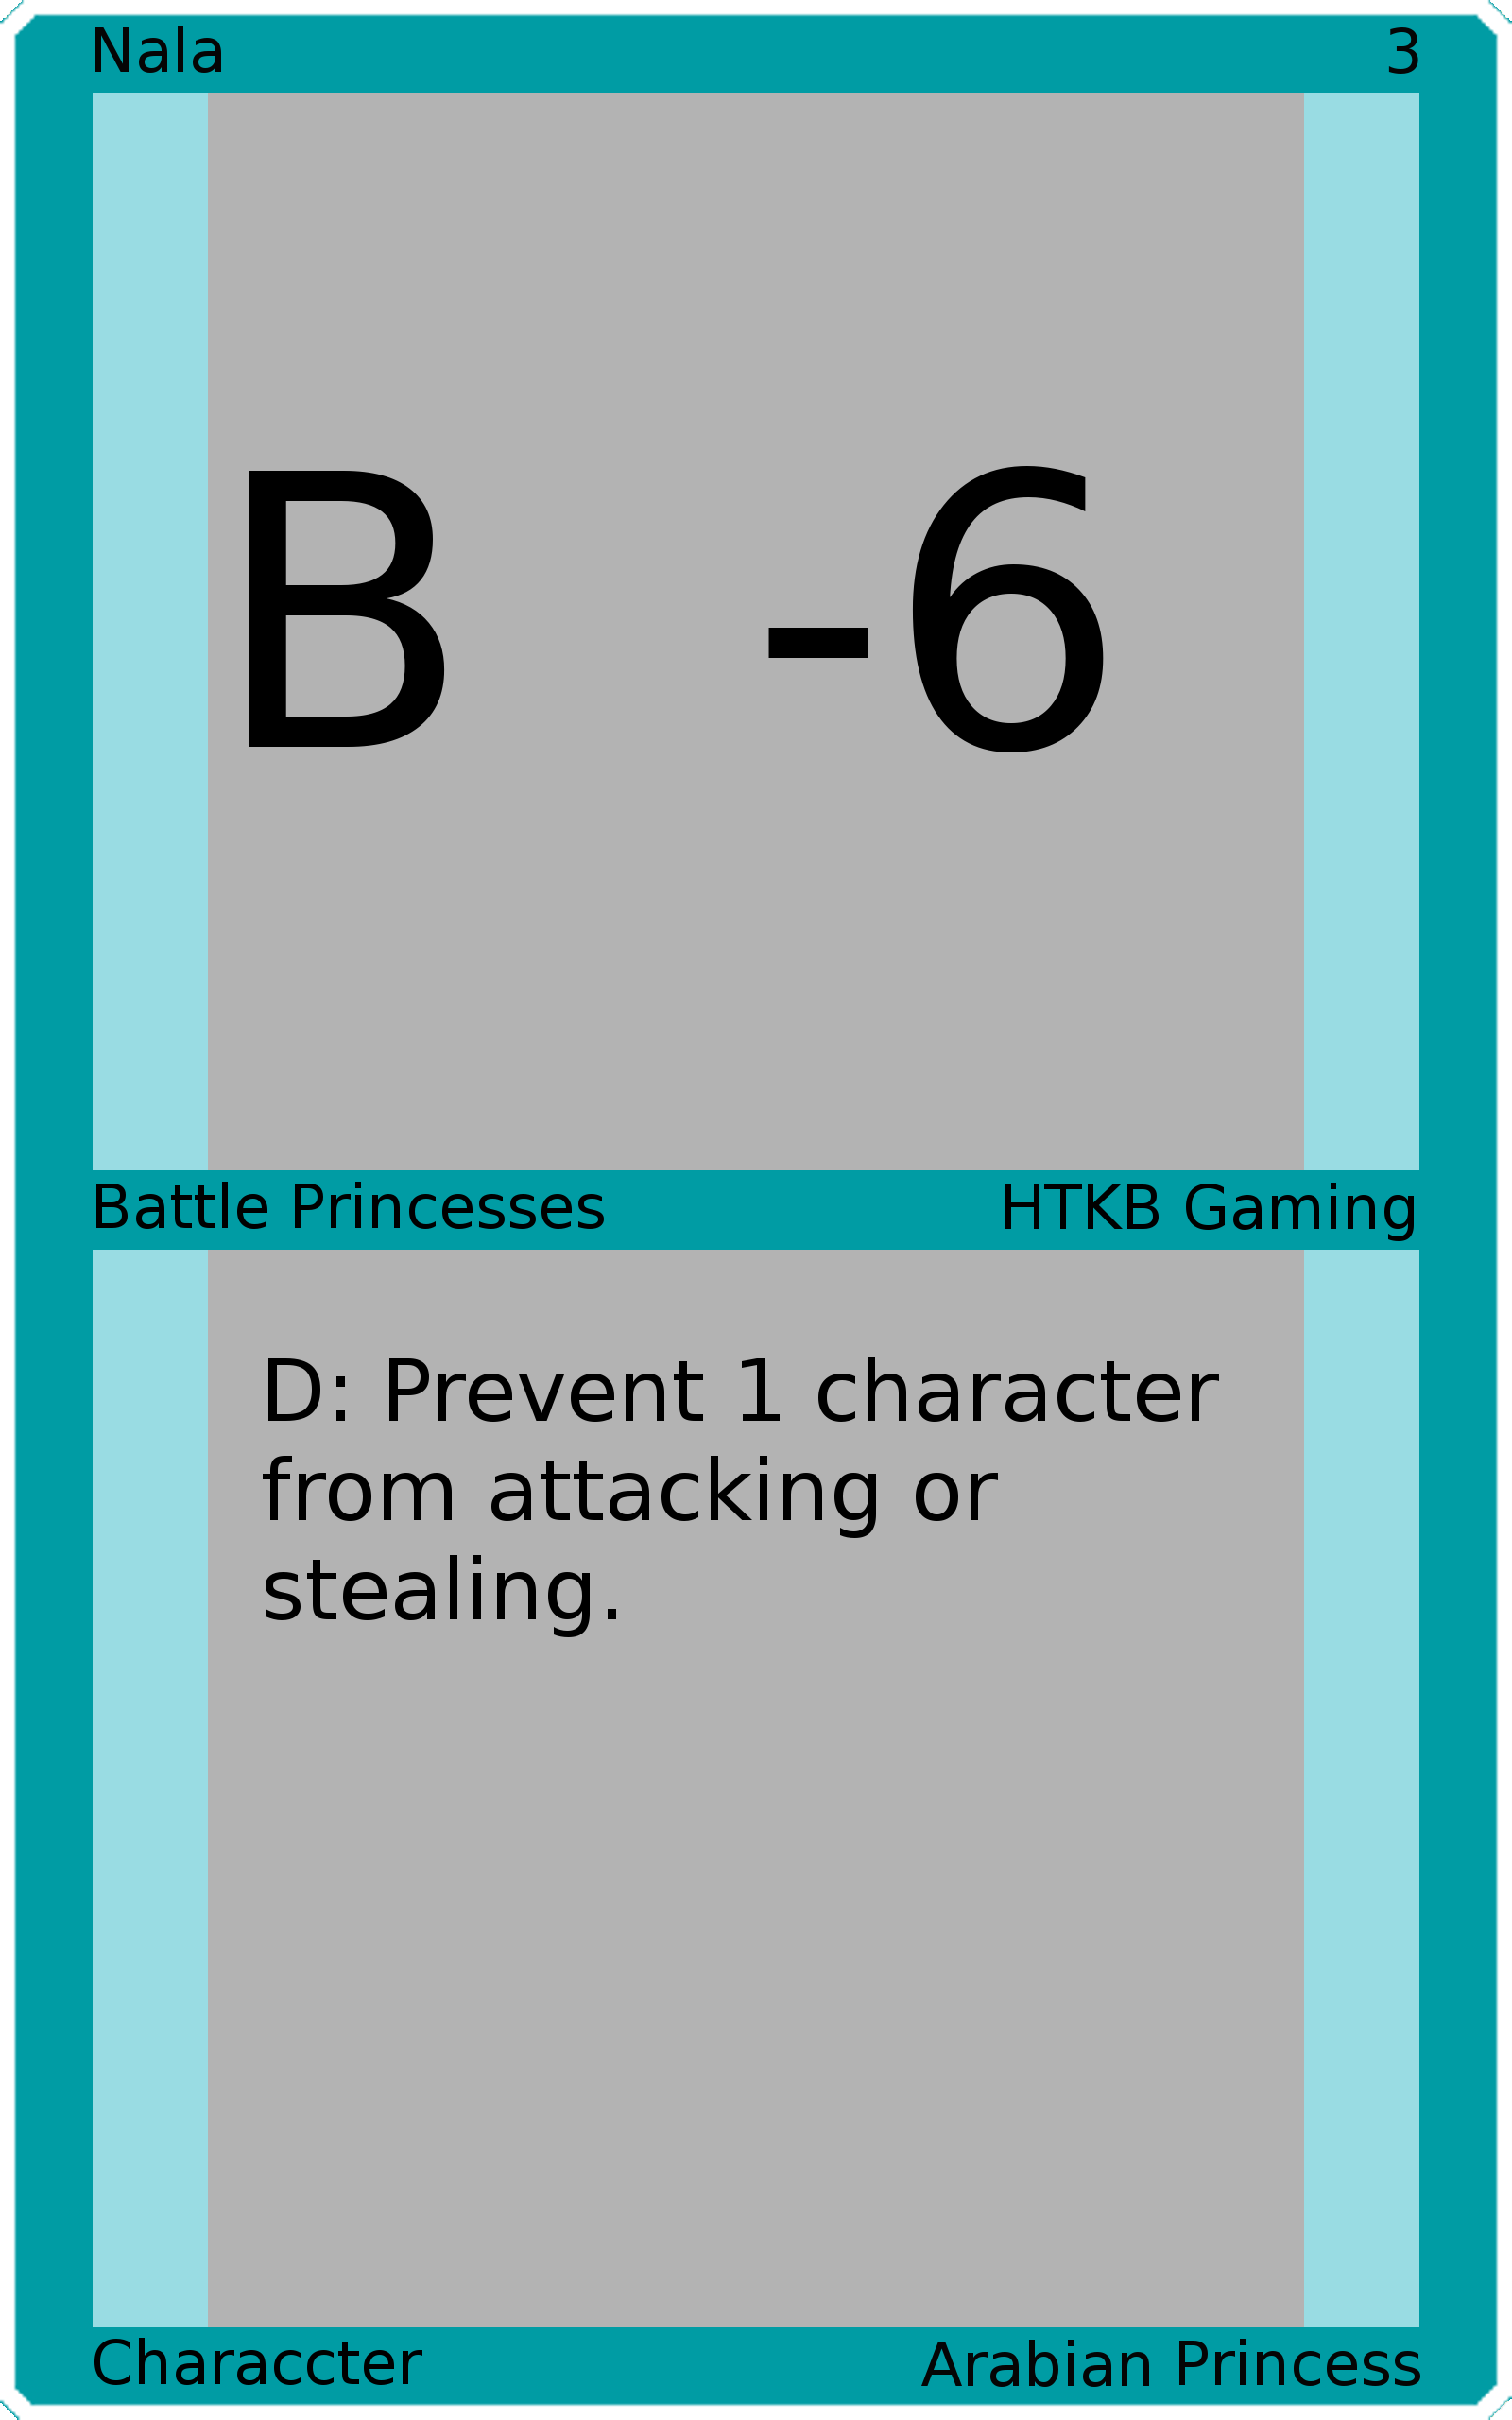 Nala 3
B -6
Battle Princesses HTKB Gaming
D: Prevent 1 character
from attacking or
stealing.
Characcter Arabian Princess